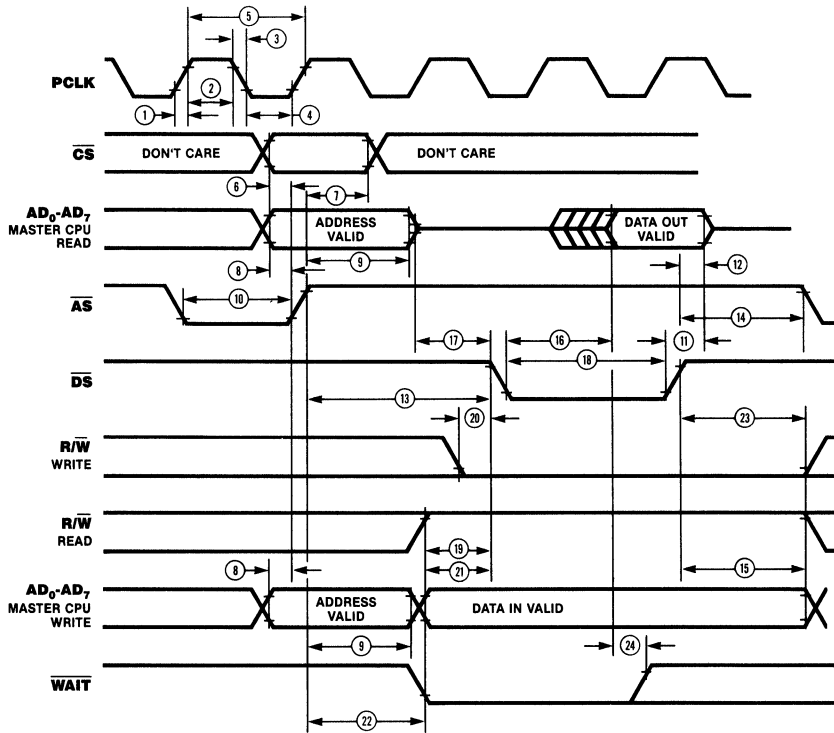 5
3
PCLK
2
1
4
CS
DON'T CARE
DON'T CARE
6
7
AD0-AD7
MASTER CPU
READ
ADDRESS
VALID
DATA OUT
VALID
8
9
12
10
AS
14
17
16
11
18
DS
13
20
23
R/W
WRITE
R/W
READ
19
8
21
15
AD0-AD7
MASTER CPU
WRITE
ADDRESS
VALID
DATA IN VALID
9
24
WAIT
22